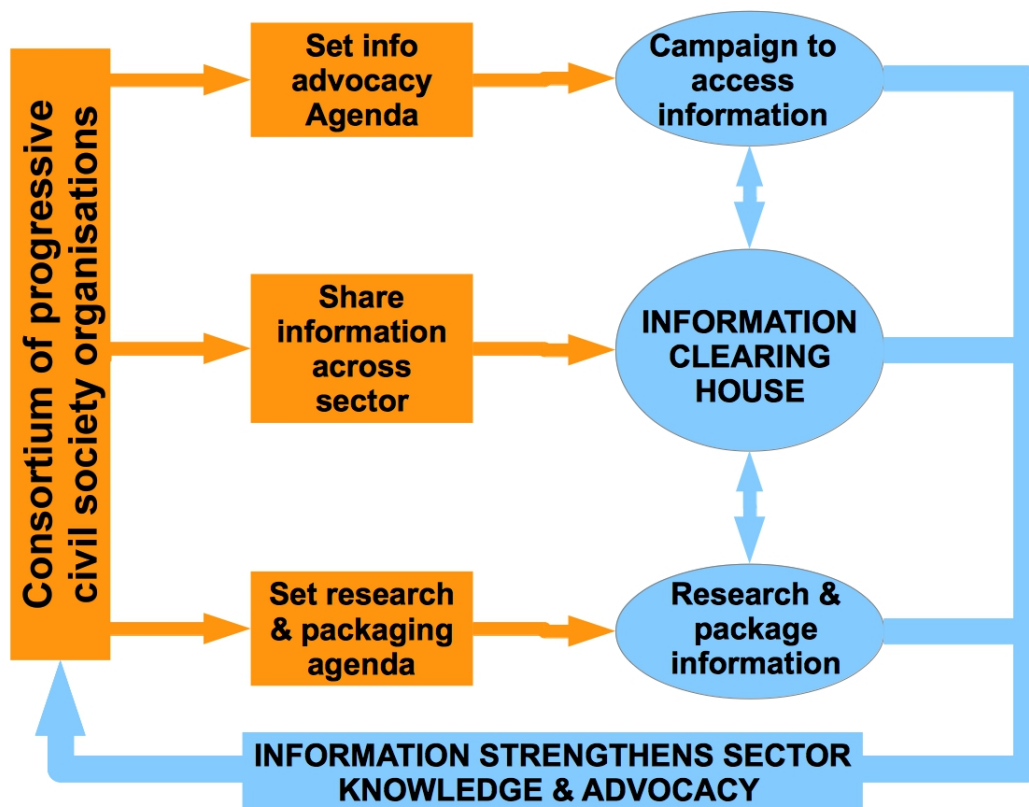 Consortium of progressive
civil society organisations
Set info
advocacy
Agenda
Campaign to
access
information
Share
information
across
sector
INFORMATION
CLEARING
HOUSE
Set research
& packaging
agenda
Research &
package
information
INFORMATION STRENGTHENS SECTOR
KNOWLEDGE & ADVOCACY